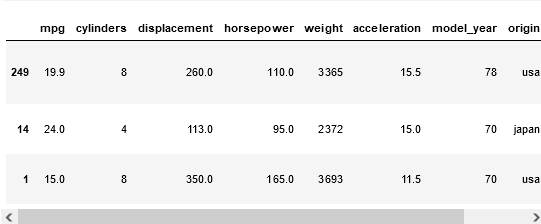 mpg cylinders displacement horsepower weight acceleration model_year origin
249 19.9 8 260.0 110.0 3365 15.5 78 usa
14 24.0 4 113.0 95.0 2372 15.0 70 japan
1 15.0 8 350.0 165.0 3693 11.5 70 usa